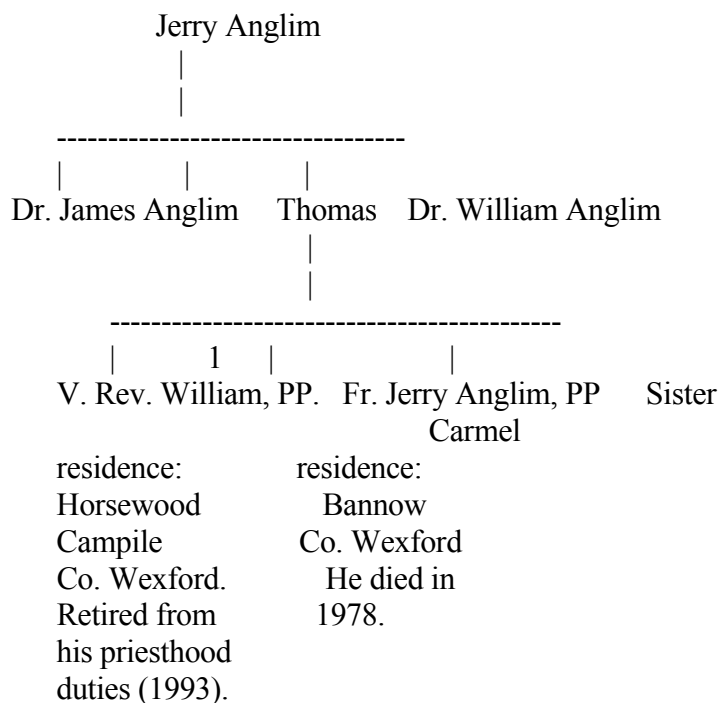 Jerry Anglim
|
|
----------------------------------
| | |
Dr. James Anglim Thomas Dr. William Anglim
|
|
--------------------------------------------
| 1 | |
V. Rev. William, PP. Fr. Jerry Anglim, PP Sister
Carmel
residence: residence:
Horsewood Bannow
Campile Co. Wexford
Co. Wexford. He died in
Retired from 1978.
his priesthood
duties (1993).